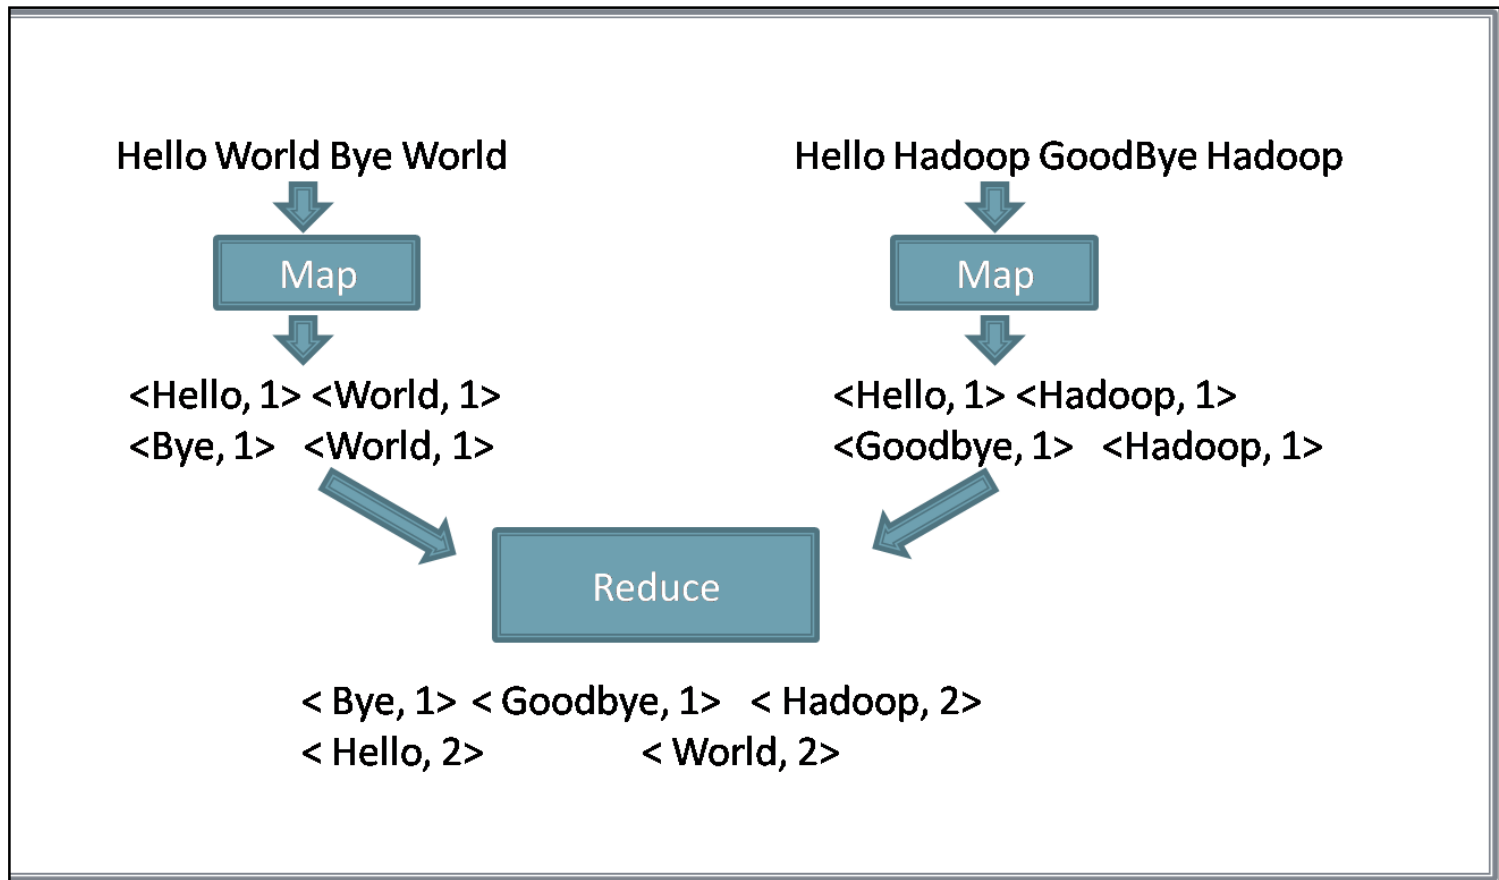 Hello World Bye World
Hello Hadoop GoodBye Hadoop
Map
Map
<Hello, 1> <World, 1>
<Bye, 1> <World, 1>
<Hello, 1> <Hadoop, 1>
<Goodbye, 1> <Hadoop, 1>
Reduce
< Bye, 1> < Goodbye, 1> < Hadoop, 2>
< Hello, 2> < World, 2>